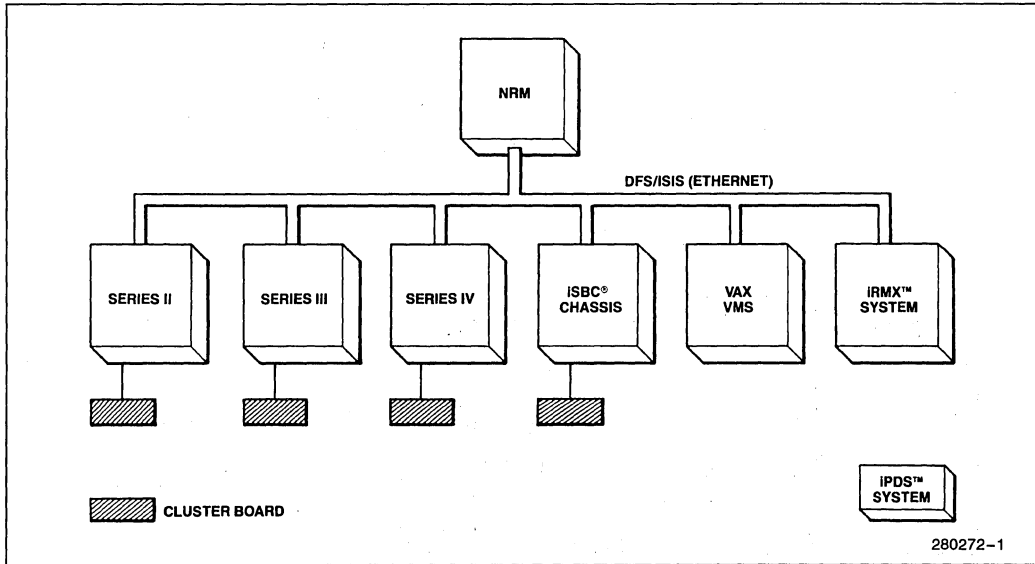 NRM
DFS/ISIS (ETHERNET)
SERIES II
SERIES III
SERIES IV
iSBC®
CHASSIS
VAX
VMS
iRMX™
SYSTEM
CLUSTER BOARD
iPDS™
SYSTEM
280272–1